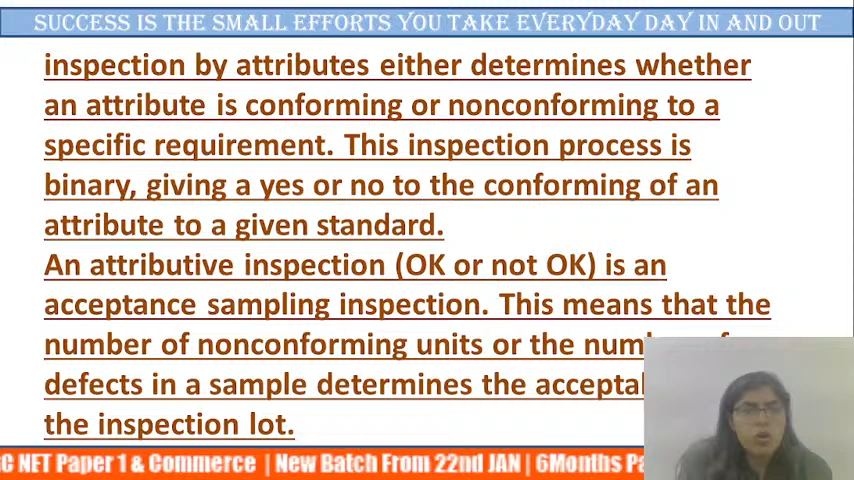 SUCCESS IS THE SMALL EFFORTS YOU TAKE EVERYDAY DAY IN AND OUT
inspection by attributes either determines whether
an attribute is conforming or nonconforming to a
specific requirement. This inspection process is
binary, giving a yes or no to the conforming of an
attribute to a given standard.
An attributive inspection (OK or not OK) is an
acceptance sampling inspection. This means that the
number of nonconforming units or the
defects in a sample determines the
the inspection lot.
NET Paper 1 & Commerce | New Batch From 22nd JAN | 6Months